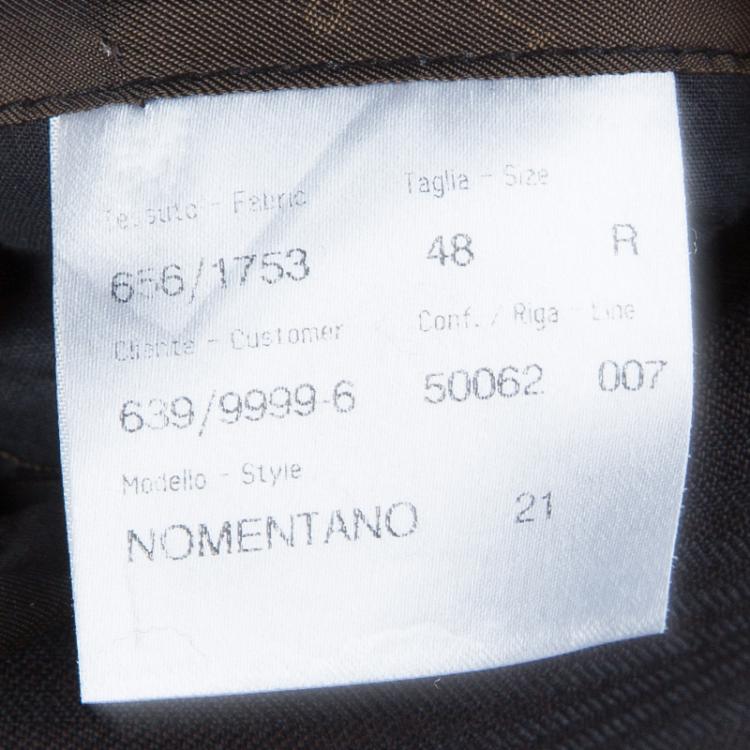 Tessuto - Fabric Taglia - Size
656/1753 48 R
Cliente - Customer Conf. / Riga - Line
639/9999-6 50062 007
Modello - Style
NOMENTANO 21